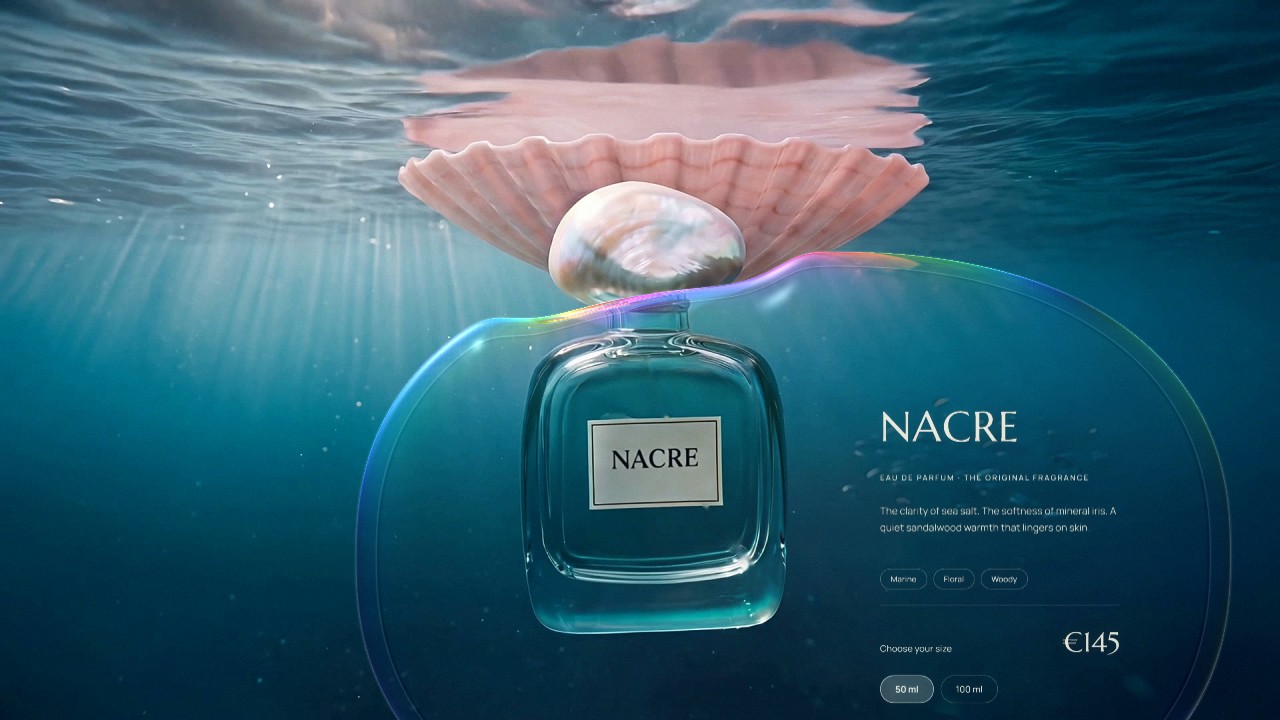 NACRE
NACRE
EAU DE PARFUM · THE ORIGINAL FRAGRANCE
The clarity of sea salt. The softness of mineral iris. A
quiet sandalwood warmth that lingers on skin.
Marine
Floral
Woody
Choose your size
€145
50 ml
100 ml